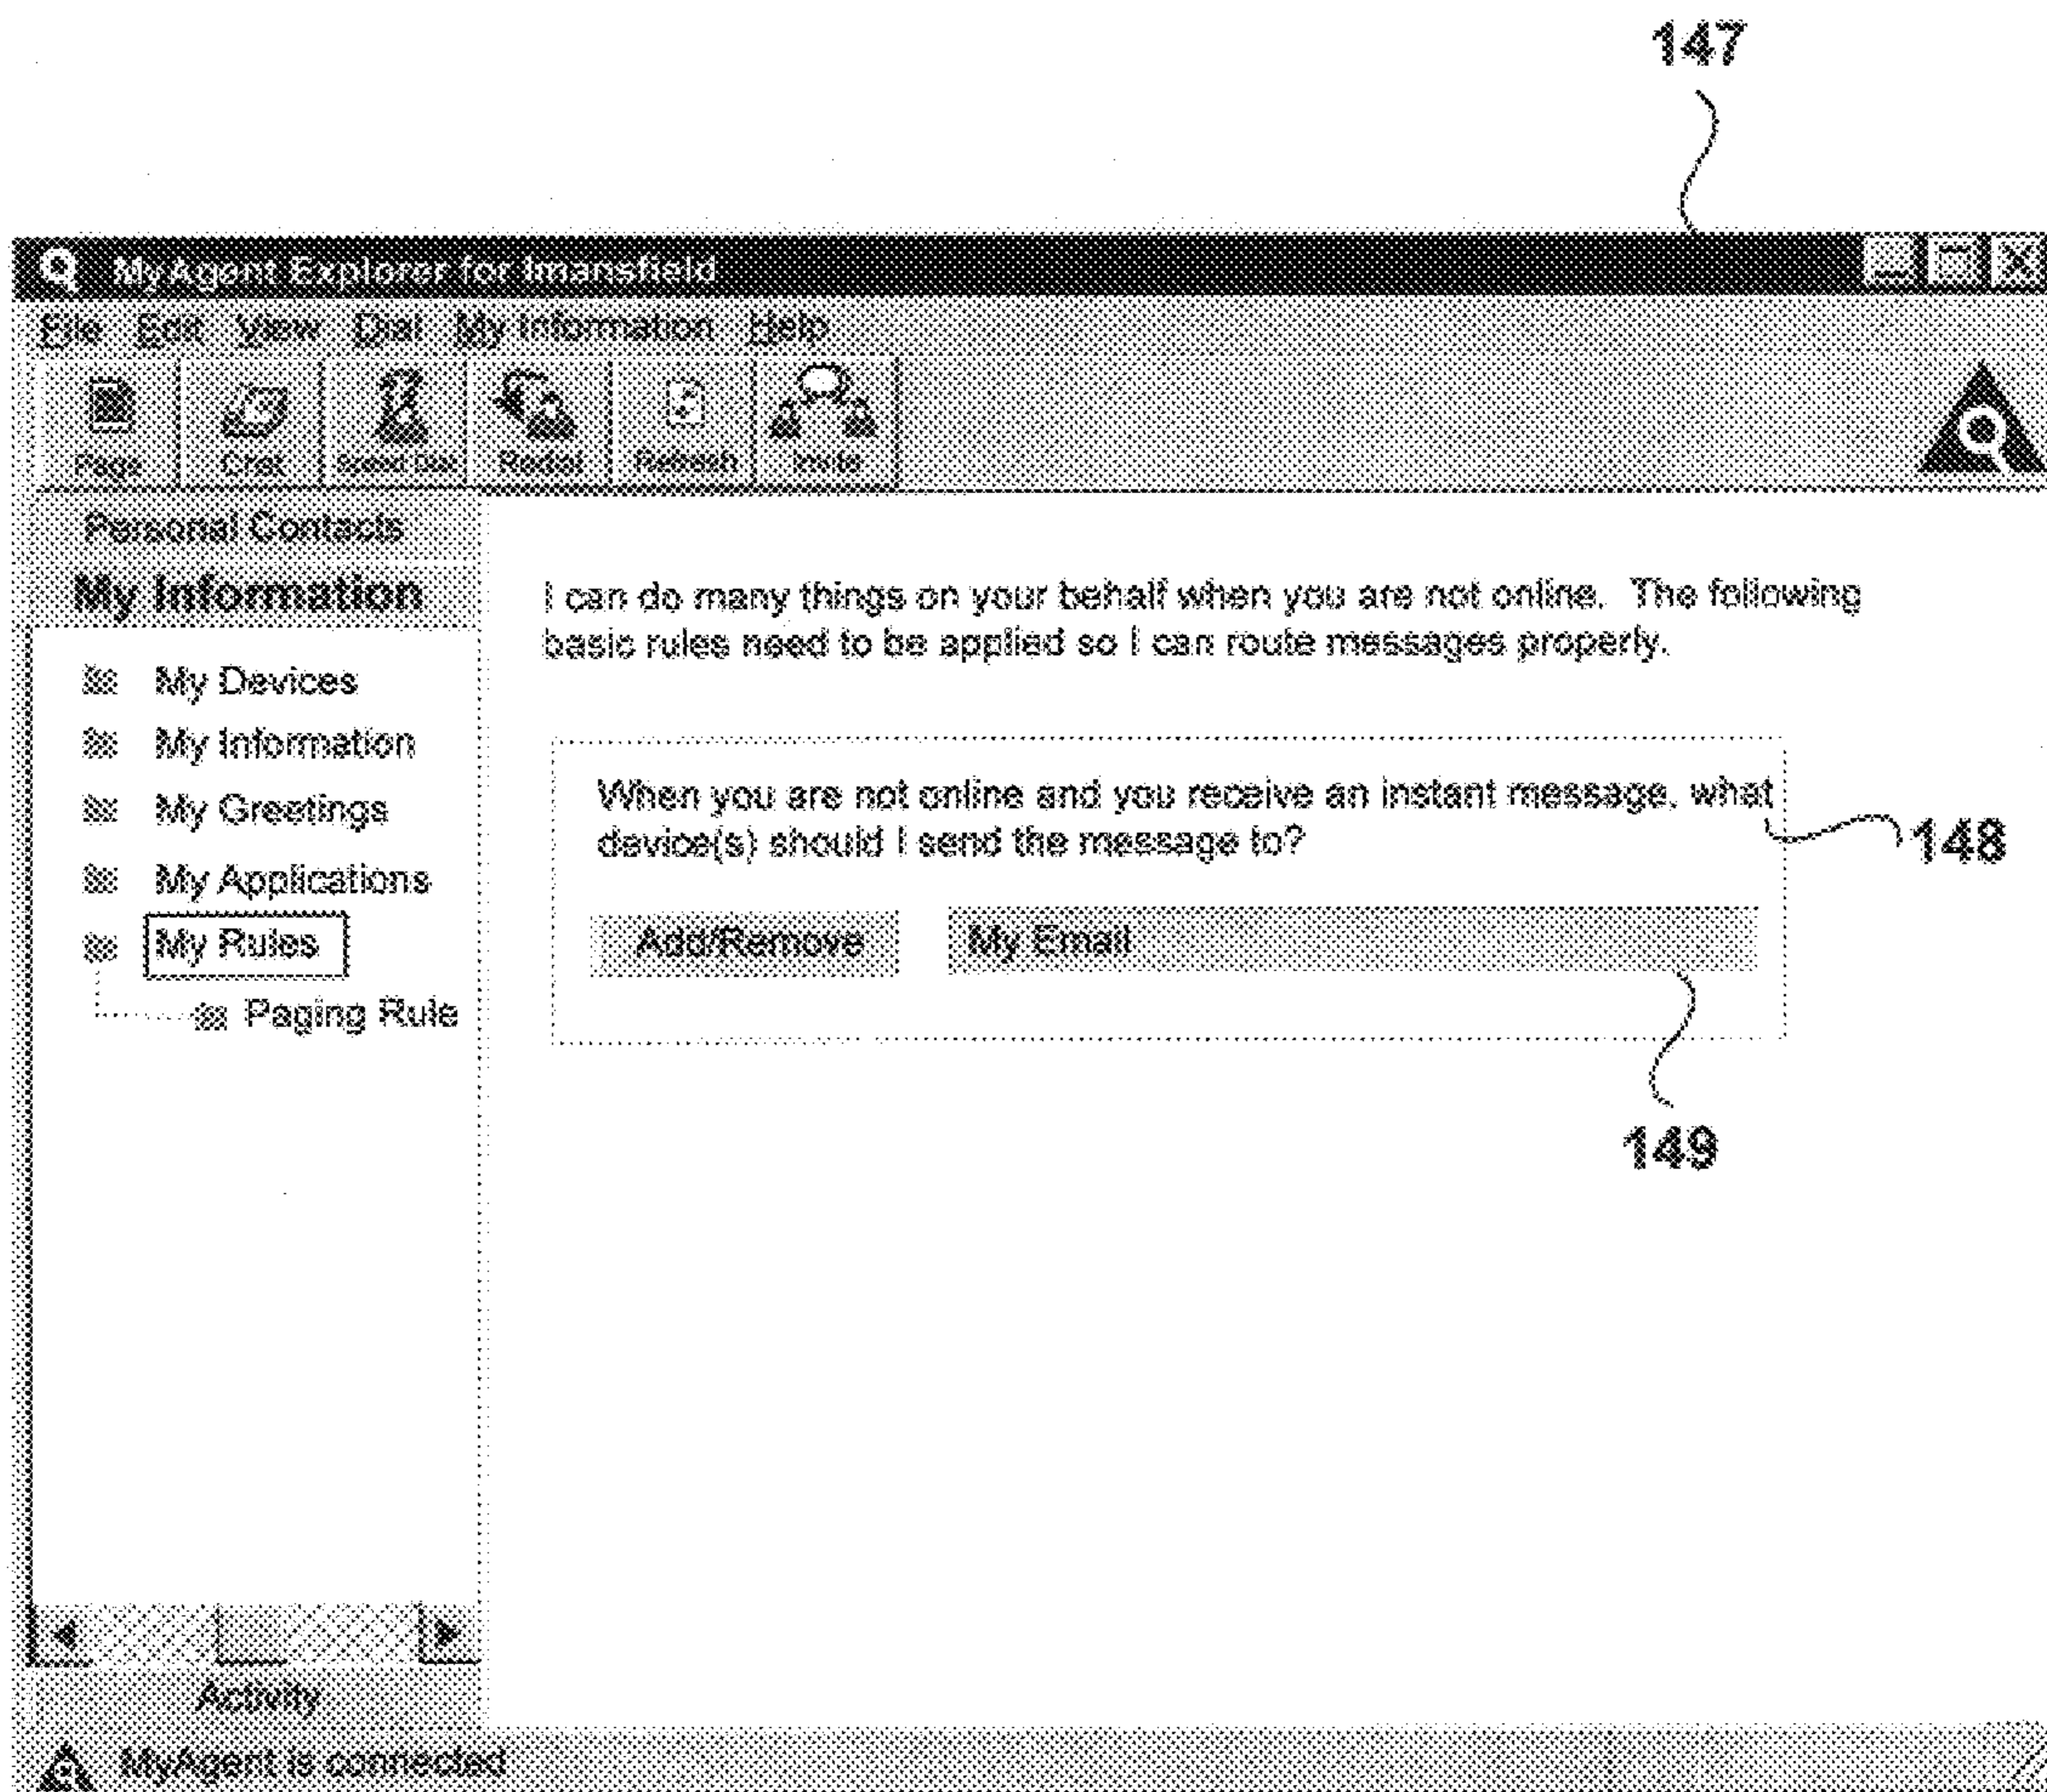 147
MyAgent Explorer for lmansfield
File Edit View Dial My Information Help
Page Chat Speed Dial Redial Refresh Invite
Personal Contacts
My Information
My Devices
My Information
My Greetings
My Applications
My Rules
Paging Rule
I can do many things on your behalf when you are not online. The following
basic rules need to be applied so I can route messages properly.
When you are not online and you receive an instant message, what
device(s) should I send the message to?
148
Add/Remove My Email
149
Activity
MyAgent is connected